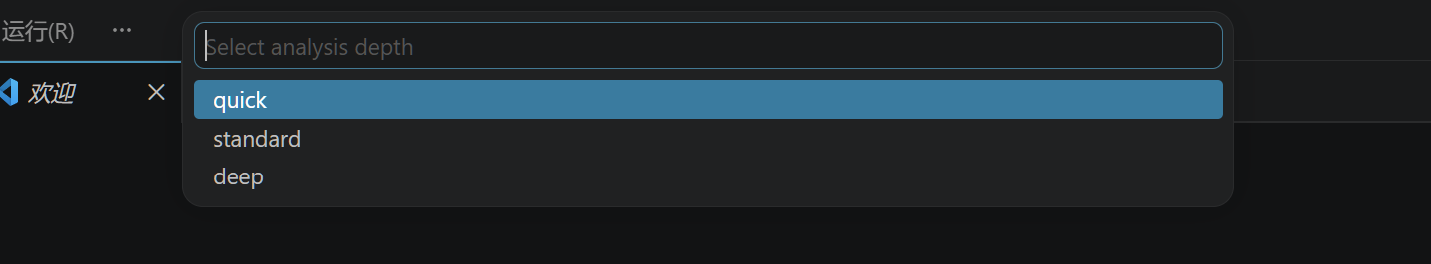 运行(R) ···
Select analysis depth
欢迎
quick
standard
deep